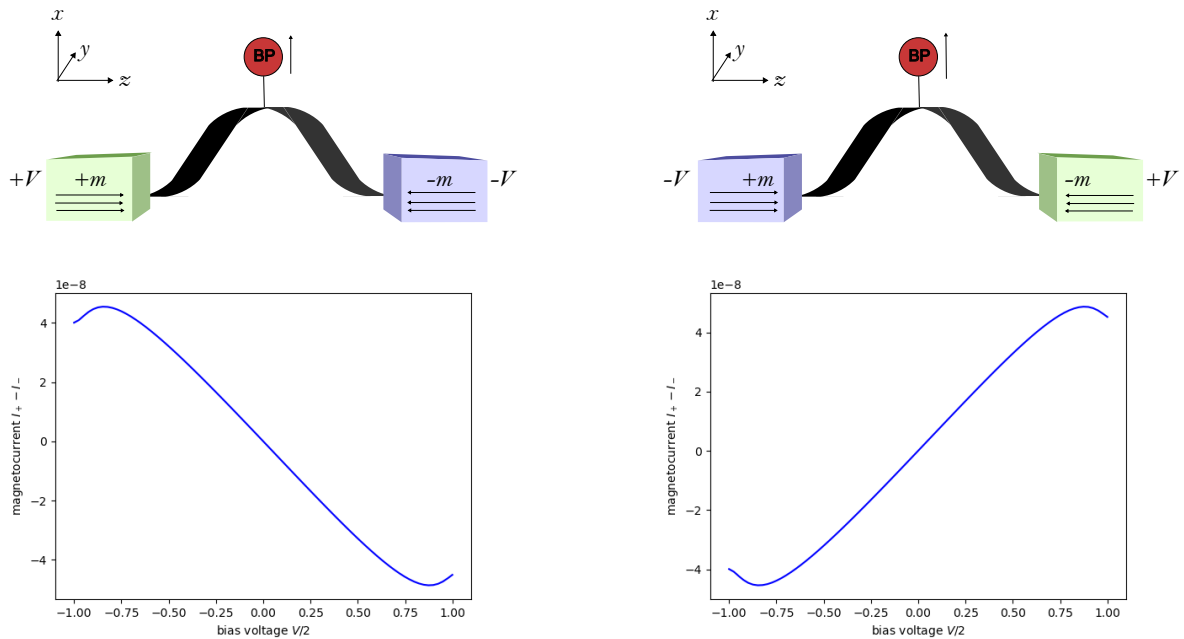 x
y
z
BP
+V
+m
-m
-V
x
y
z
BP
-V
+m
-m
+V
1e−8
4
2
0
−2
−4
magnetocurrent I₊ − I₋
−1.00 −0.75 −0.50 −0.25 0.00 0.25 0.50 0.75 1.00
bias voltage V/2
1e−8
4
2
0
−2
−4
magnetocurrent I₊ − I₋
−1.00 −0.75 −0.50 −0.25 0.00 0.25 0.50 0.75 1.00
bias voltage V/2